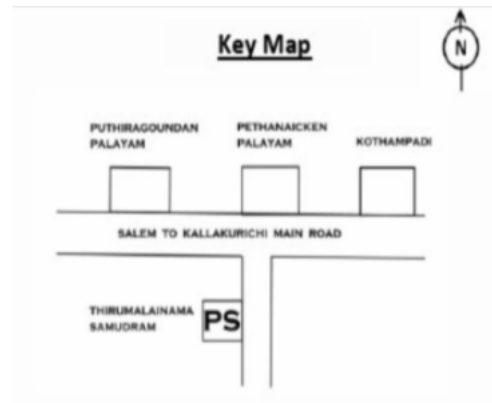 Key Map
N
PUTHIRAGOUNDAN
PALAYAM
PETHANAICKEN
PALAYAM
KOTHAMPADI
SALEM TO KALLAKURICHI MAIN ROAD
THIRUMALAINAMA
SAMUDRAM
PS